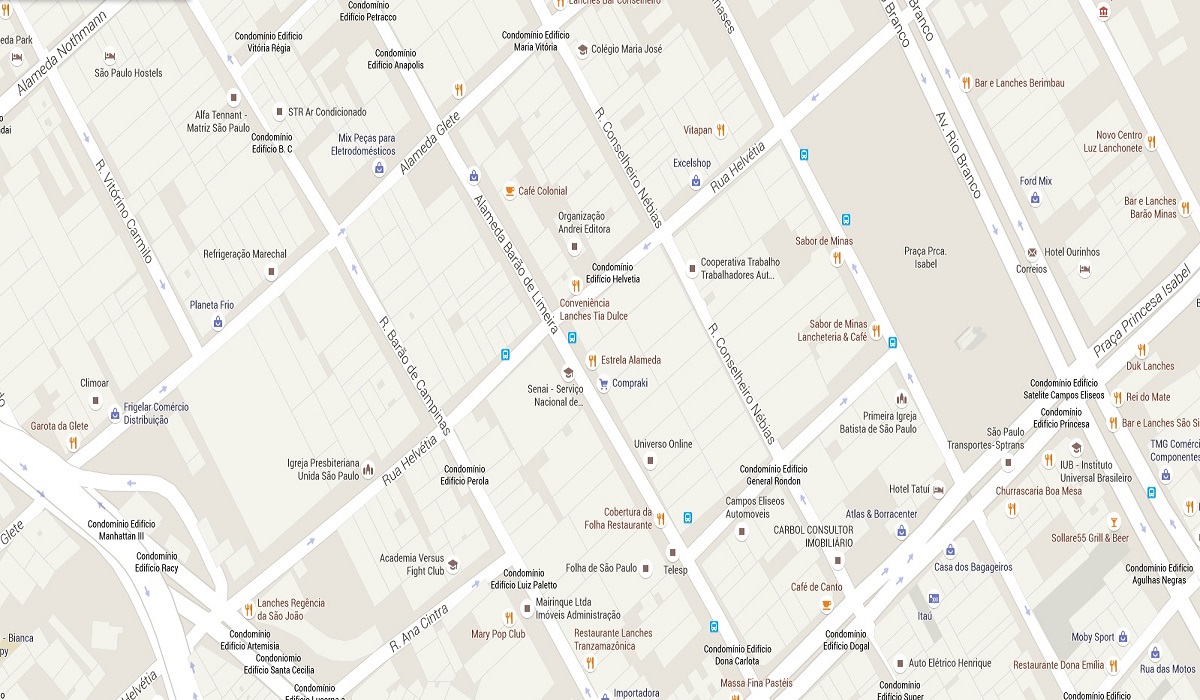 Condomínio
Edifício Petracco
Lanches Bar Conselheiro
Condomínio Edifício
Vitória Régia
Condomínio Edifício
Maria Vitória
Colégio Maria José
Condomínio
Edifício Anapolis
eda Park
Alameda Nothmann
São Paulo Hostels
Branco
Branco
Bar e Lanches Berimbau
Alfa Tennant -
Matriz São Paulo
STR Ar Condicionado
Condomínio
Edifício B. C
Mix Peças para
Eletrodomésticos
Alameda Glete
Vitapan
Excelshop
Rua Helvétia
R. Conselheiro Nébias
Av. Rio Branco
Novo Centro
Luz Lanchonete
Ford Mix
Bar e Lanches
Barão Minas
R. Vitórino Carmilo
Café Colonial
Organização
Andrei Editora
Alameda Barão de Limeira
Refrigeração Marechal
Condomínio
Edifício Helvetia
Cooperativa Trabalho
Trabalhadores Aut...
Sabor de Minas
Praça Prca.
Isabel
Hotel Ourinhos
Correios
Planeta Frio
Conveniência
Lanches Tia Dulce
R. Barão de Campinas
Sabor de Minas
Lancheteria & Café
Praça Princesa Isabel
Estrela Alameda
Compraki
Senai - Serviço
Nacional de...
R. Conselheiro Nébias
Duk Lanches
Climoar
Frigelar Comércio
Distribuição
Garota da Glete
Condomínio Edifício
Satelite Campos Eliseos
Rei do Mate
Condomínio
Edifício Princesa
Bar e Lanches São Si
Primeira Igreja
Batista de São Paulo
São Paulo
Transportes-Sptrans
Universo Online
Igreja Presbiteriana
Unida São Paulo
Rua Helvétia
Condomínio
Edifício Perola
Condomínio Edifício
General Rondon
IUB - Instituto
Universal Brasileiro
TMG Comérci
Componentes
Hotel Tatuí
Churrascaria Boa Mesa
Campos Eliseos
Automoveis
Atlas & Borracenter
Cobertura da
Folha Restaurante
CARBOL CONSULTOR
IMOBILIÁRIO
Sollare55 Grill & Beer
Glete
Condomínio Edifício
Manhattan III
Condomínio
Edifício Racy
Academia Versus
Fight Club
Folha de São Paulo
Telesp
Casa dos Bagageiros
Condomínio Edifício
Agulhas Negras
Condomínio
Edifício Luiz Paletto
Café de Canto
Itaú
Lanches Regência
da São João
Mairinque Ltda
Imóveis Administração
R. Ana Cintra
Mary Pop Club
Restaurante Lanches
Tranzamazônica
Condomínio
Edifício Artemisia
Condomínio
Edifício Dogal
Moby Sport
- Bianca
Condoniomio
Edifício Santa Cecilia
Condomínio Edifício
Dona Carlota
Auto Elétrico Henrique
Restaurante Dona Emília
Rua das Motos
Helvétia
Condomínio
Importadora
Massa Fina Pastéis
Condomínio
Edifício Super
Condomínio Edifício